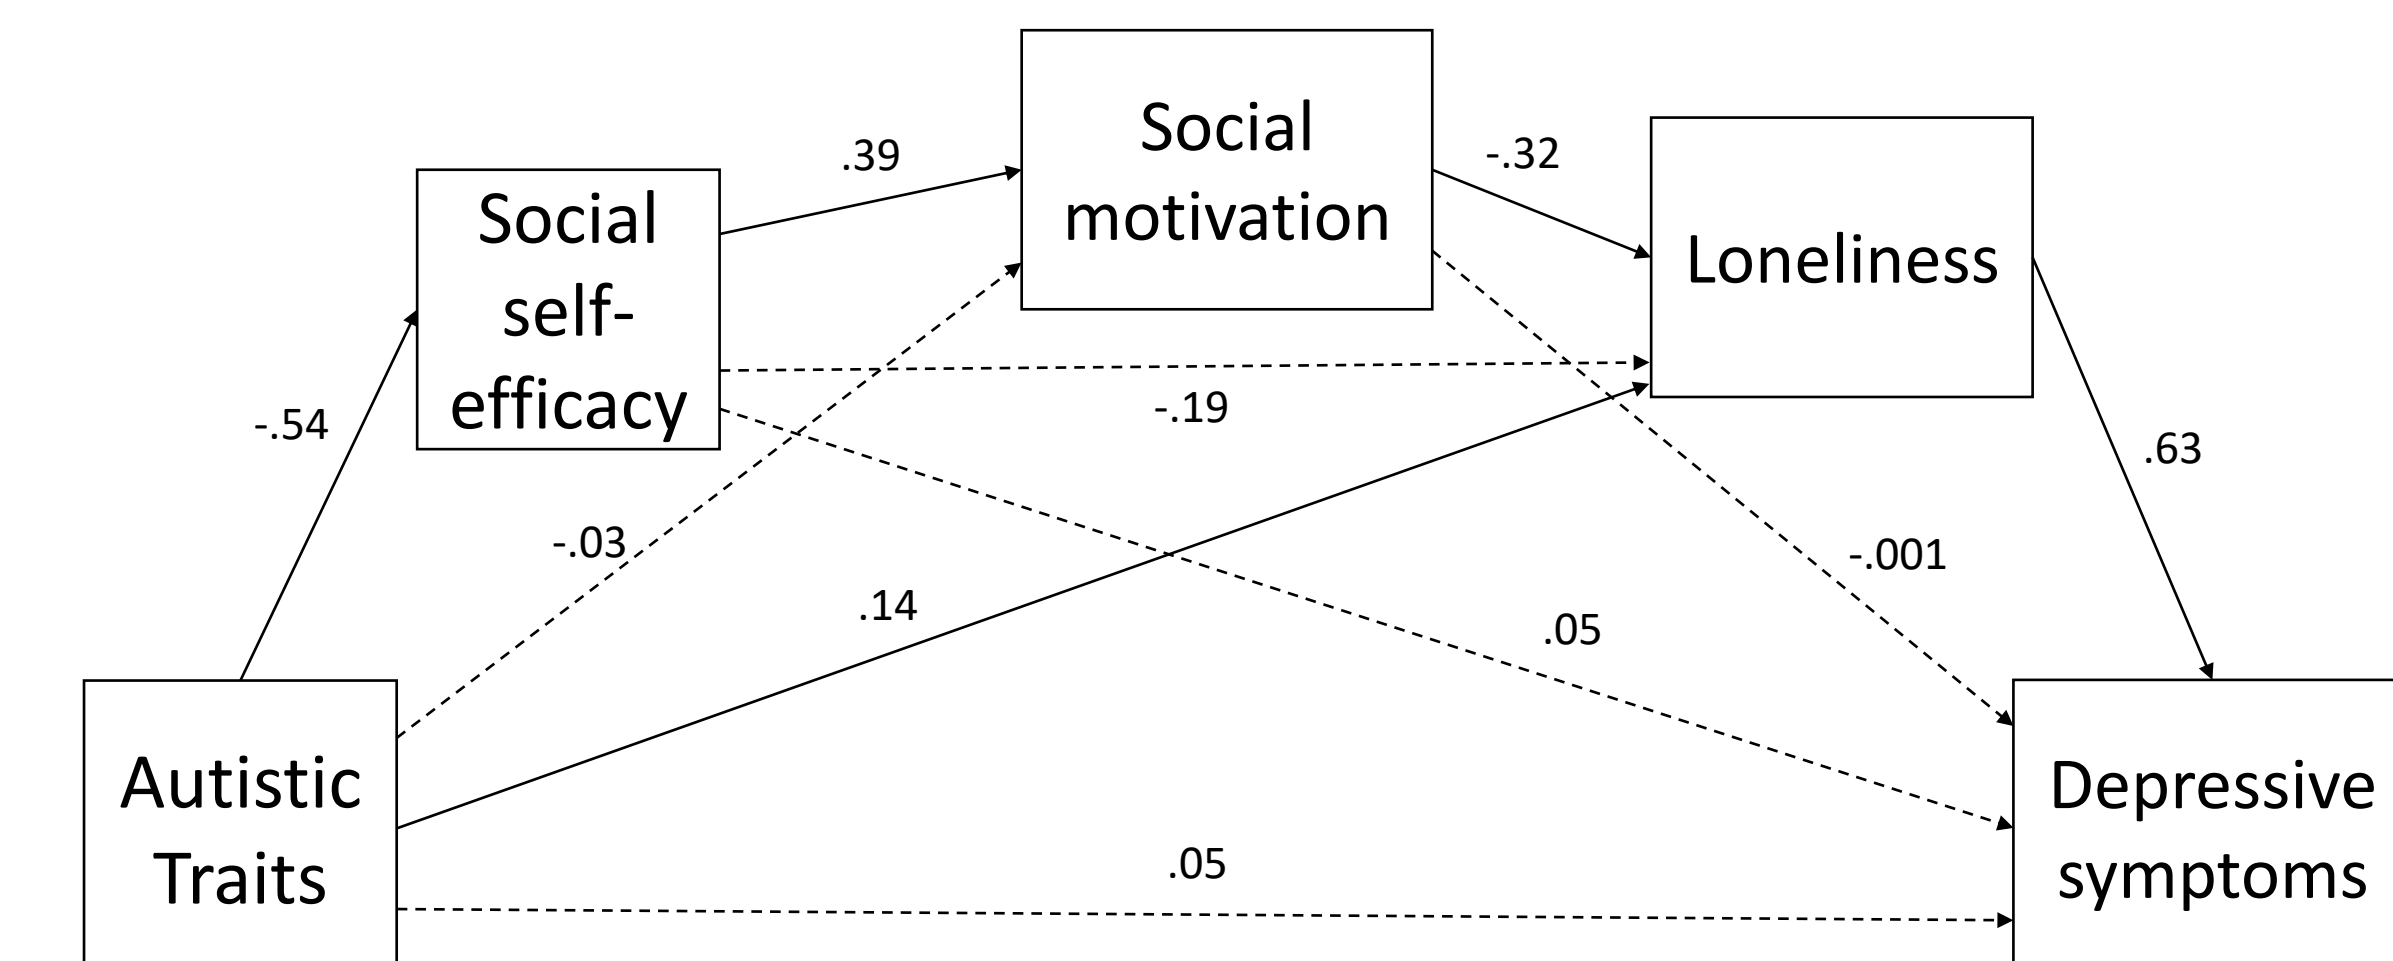 Social
motivation
.39
-.32
Social
self-
efficacy
Loneliness
-.54
-.19
.63
-.03
-.001
.14
.05
Autistic
Traits
.05
Depressive
symptoms